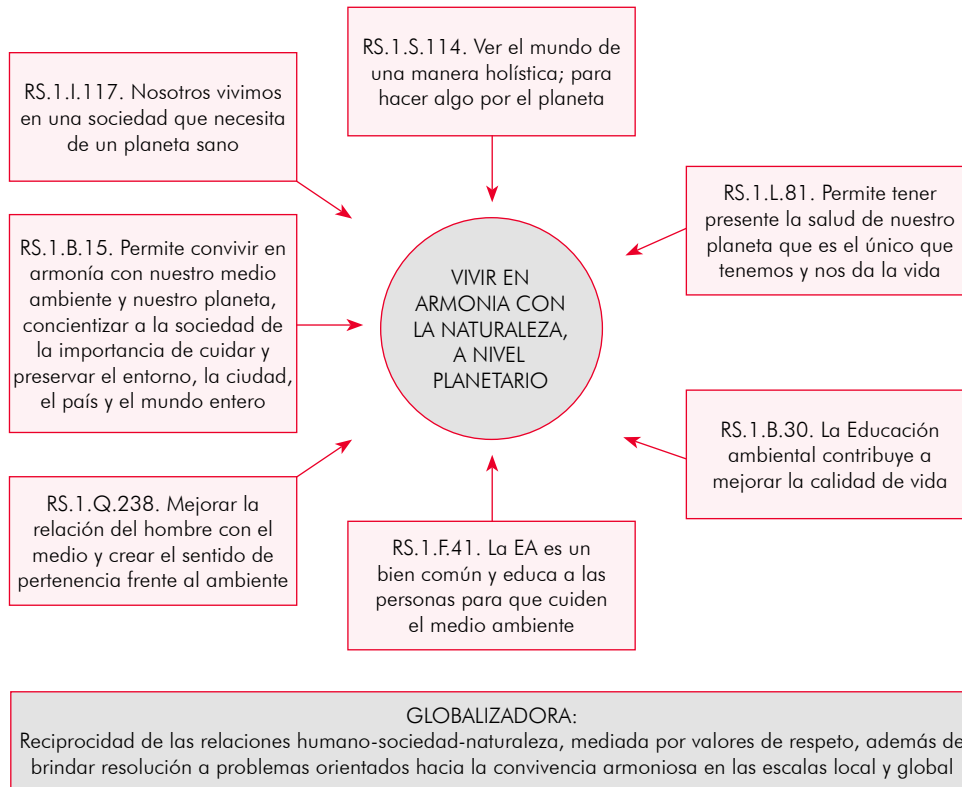 RS.1.S.114. Ver el mundo de
una manera holística; para
hacer algo por el planeta
RS.1.I.117. Nosotros vivimos
en una sociedad que necesita
de un planeta sano
RS.1.L.81. Permite tener
presente la salud de nuestro
planeta que es el único que
tenemos y nos da la vida
RS.1.B.15. Permite convivir en
armonía con nuestro medio
ambiente y nuestro planeta,
concientizar a la sociedad de
la importancia de cuidar y
preservar el entorno, la ciudad,
el país y el mundo entero
VIVIR EN
ARMONIA CON
LA NATURALEZA,
A NIVEL
PLANETARIO
RS.1.B.30. La Educación
ambiental contribuye a
mejorar la calidad de vida
RS.1.Q.238. Mejorar la
relación del hombre con el
medio y crear el sentido de
pertenencia frente al ambiente
RS.1.F.41. La EA es un
bien común y educa a las
personas para que cuiden
el medio ambiente
GLOBALIZADORA:
Reciprocidad de las relaciones humano-sociedad-naturaleza, mediada por valores de respeto, además de
brindar resolución a problemas orientados hacia la convivencia armoniosa en las escalas local y global